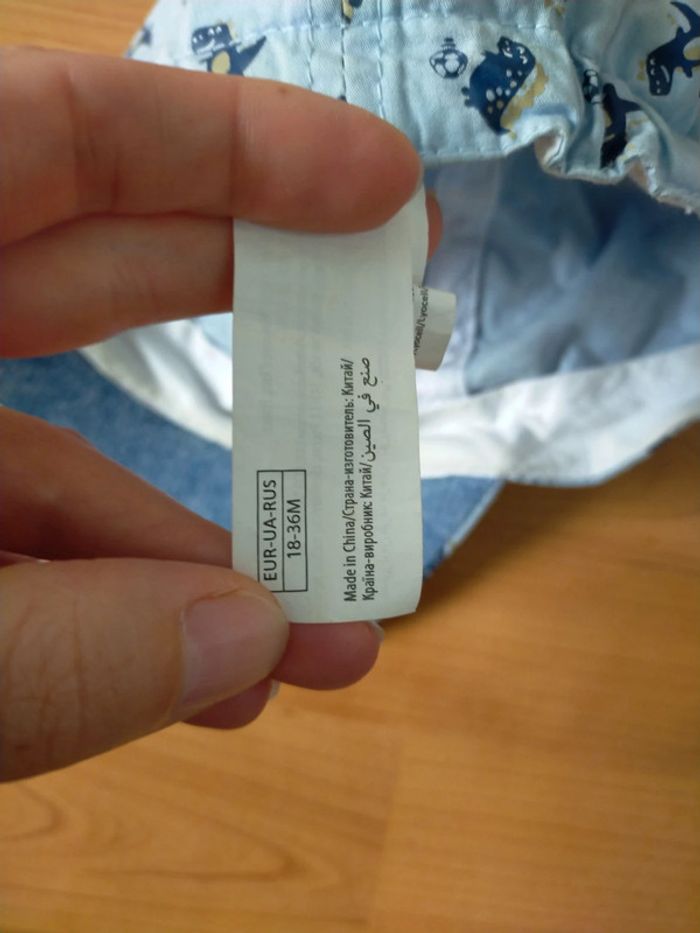 EUR-UA-RUS
18-36M
Made in China/Страна-изготовитель: Китай/
Країна-виробник: Китай/صنع في الصين